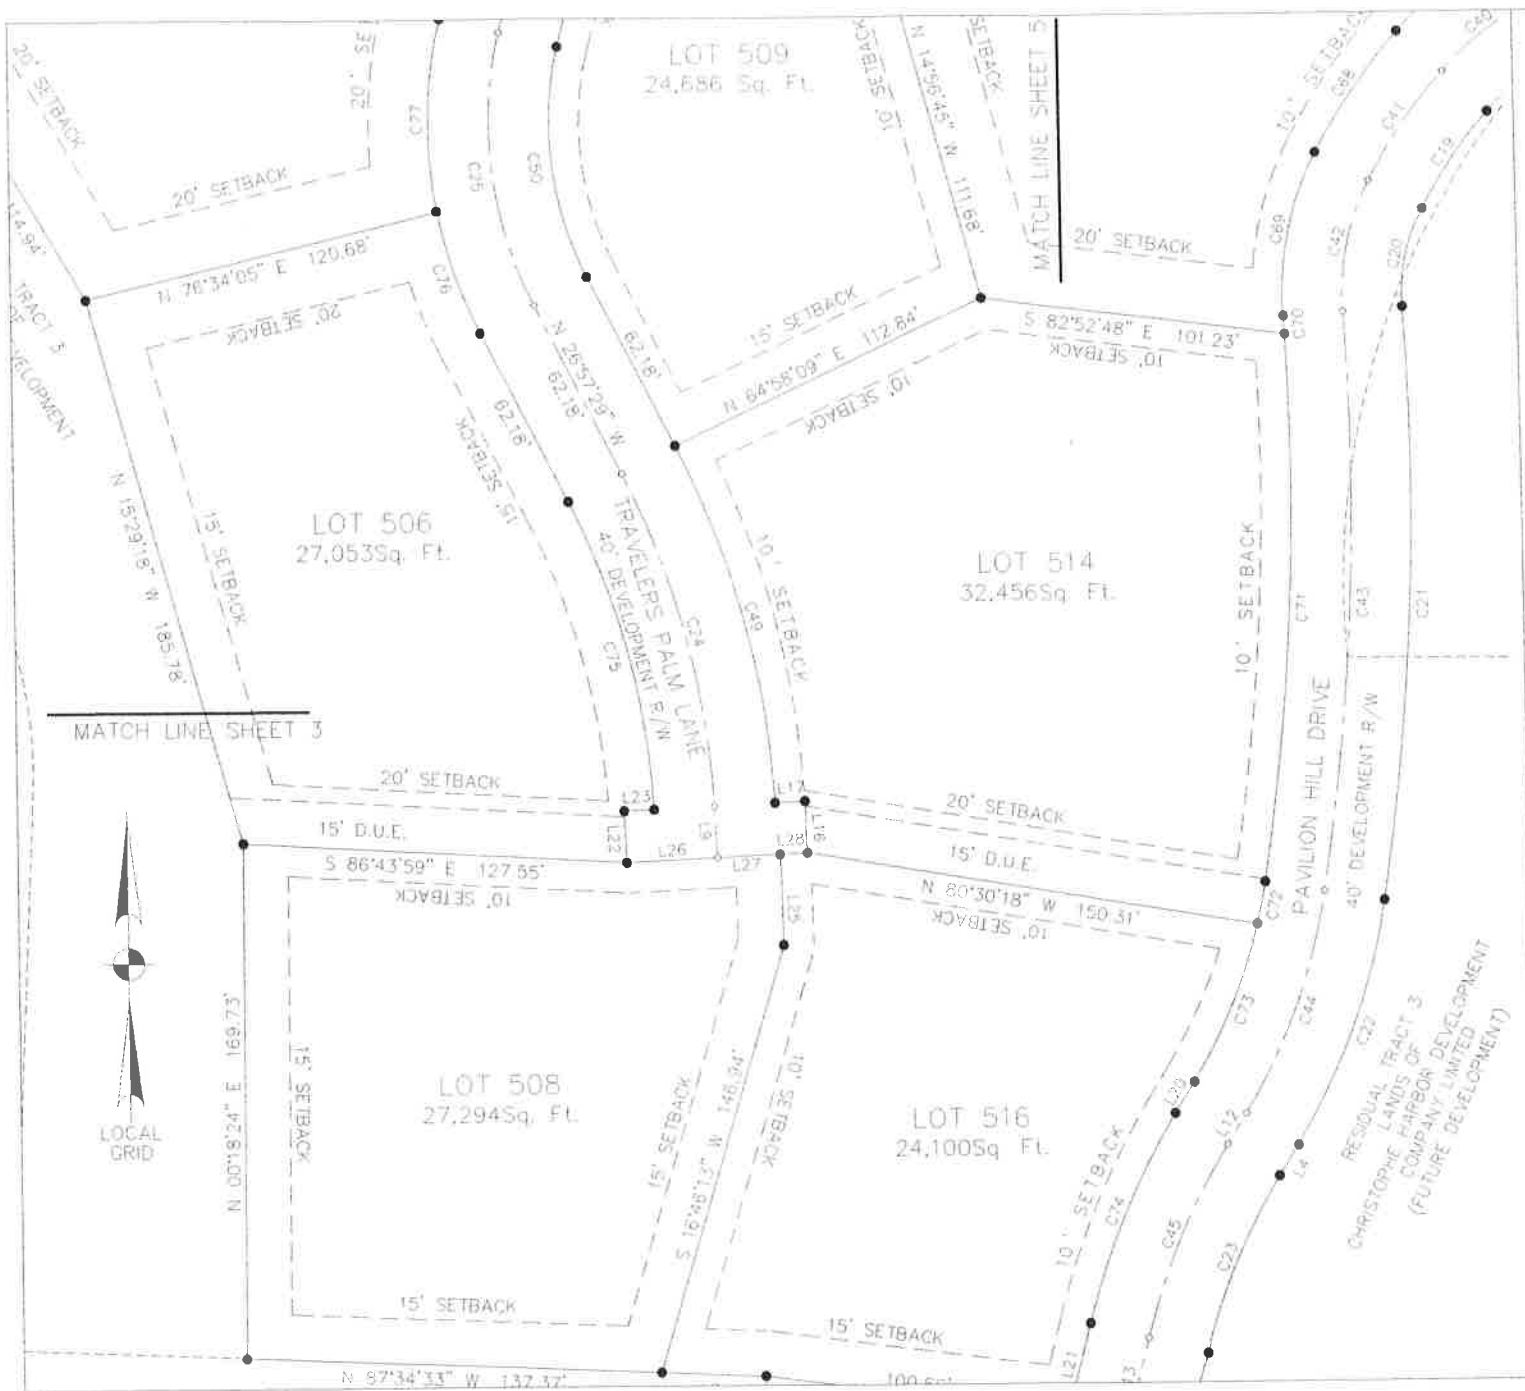 20' SETBACK
20' SE
C77
C25
C50
LOT 509
24,686 Sq. Ft.
10' SETBACK
N 14°56'45" W 111.68'
SETBACK
MATCH LINE SHEET 5
10' SETBACK
C68
C40
C41
C19
20' SETBACK
114.94'
TRACT 3
OF
VELOPMENT
N 76°34'05" E 120.68'
20' SETBACK
C76
N 26°57'29" W
62.18'
62.18'
62.18'
15' SETBACK
N 64°58'09" E 112.84'
10' SETBACK
20' SETBACK
C69
C42
C20
S 82°52'48" E 101.23'
C70
10' SETBACK
15' SETBACK
LOT 506
27,053Sq. Ft.
N 15°29'18" W 185.78'
15' SETBACK
TRAVELERS PALM LANE
40' DEVELOPMENT R/W
C75
C24
C49
10' SETBACK
LOT 514
32,456Sq Ft.
10' SETBACK
C71
C43
C21
MATCH LINE SHEET 3
20' SETBACK
15' D.U.E.
L23
L22
L26
L9
L27
L17
L28
L16
20' SETBACK
15' D.U.E.
PAVILION HILL DRIVE
40' DEVELOPMENT R/W
S 86°43'59" E 127.55'
10' SETBACK
L25
N 80°30'18" W 150.31'
10' SETBACK
C72
N 00°18'24" E 169.73'
15' SETBACK
LOT 508
27,294Sq. Ft.
15' SETBACK
S 16°46'13" W 146.94'
10' SETBACK
C73
C44
C22
LOCAL
GRID
LOT 516
24,100Sq Ft.
L20
L12
L4
10' SETBACK
C74
C45
C23
RESIDUAL TRACT 3
LANDS OF
CHRISTOPHE HARBOR DEVELOPMENT
COMPANY LIMITED
(FUTURE DEVELOPMENT)
15' SETBACK
15' SETBACK
L21
N 87°34'33" W 137.37'